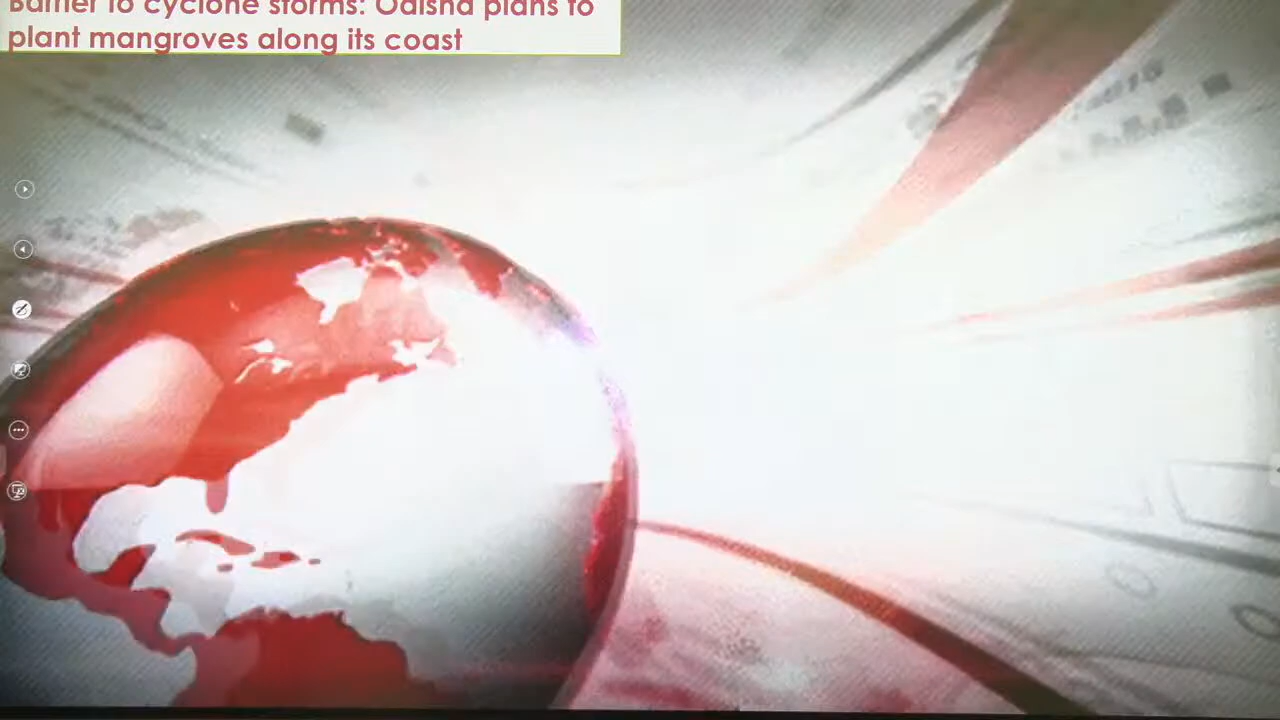 Barrier to cyclone storms: Odisha plans to
plant mangroves along its coast